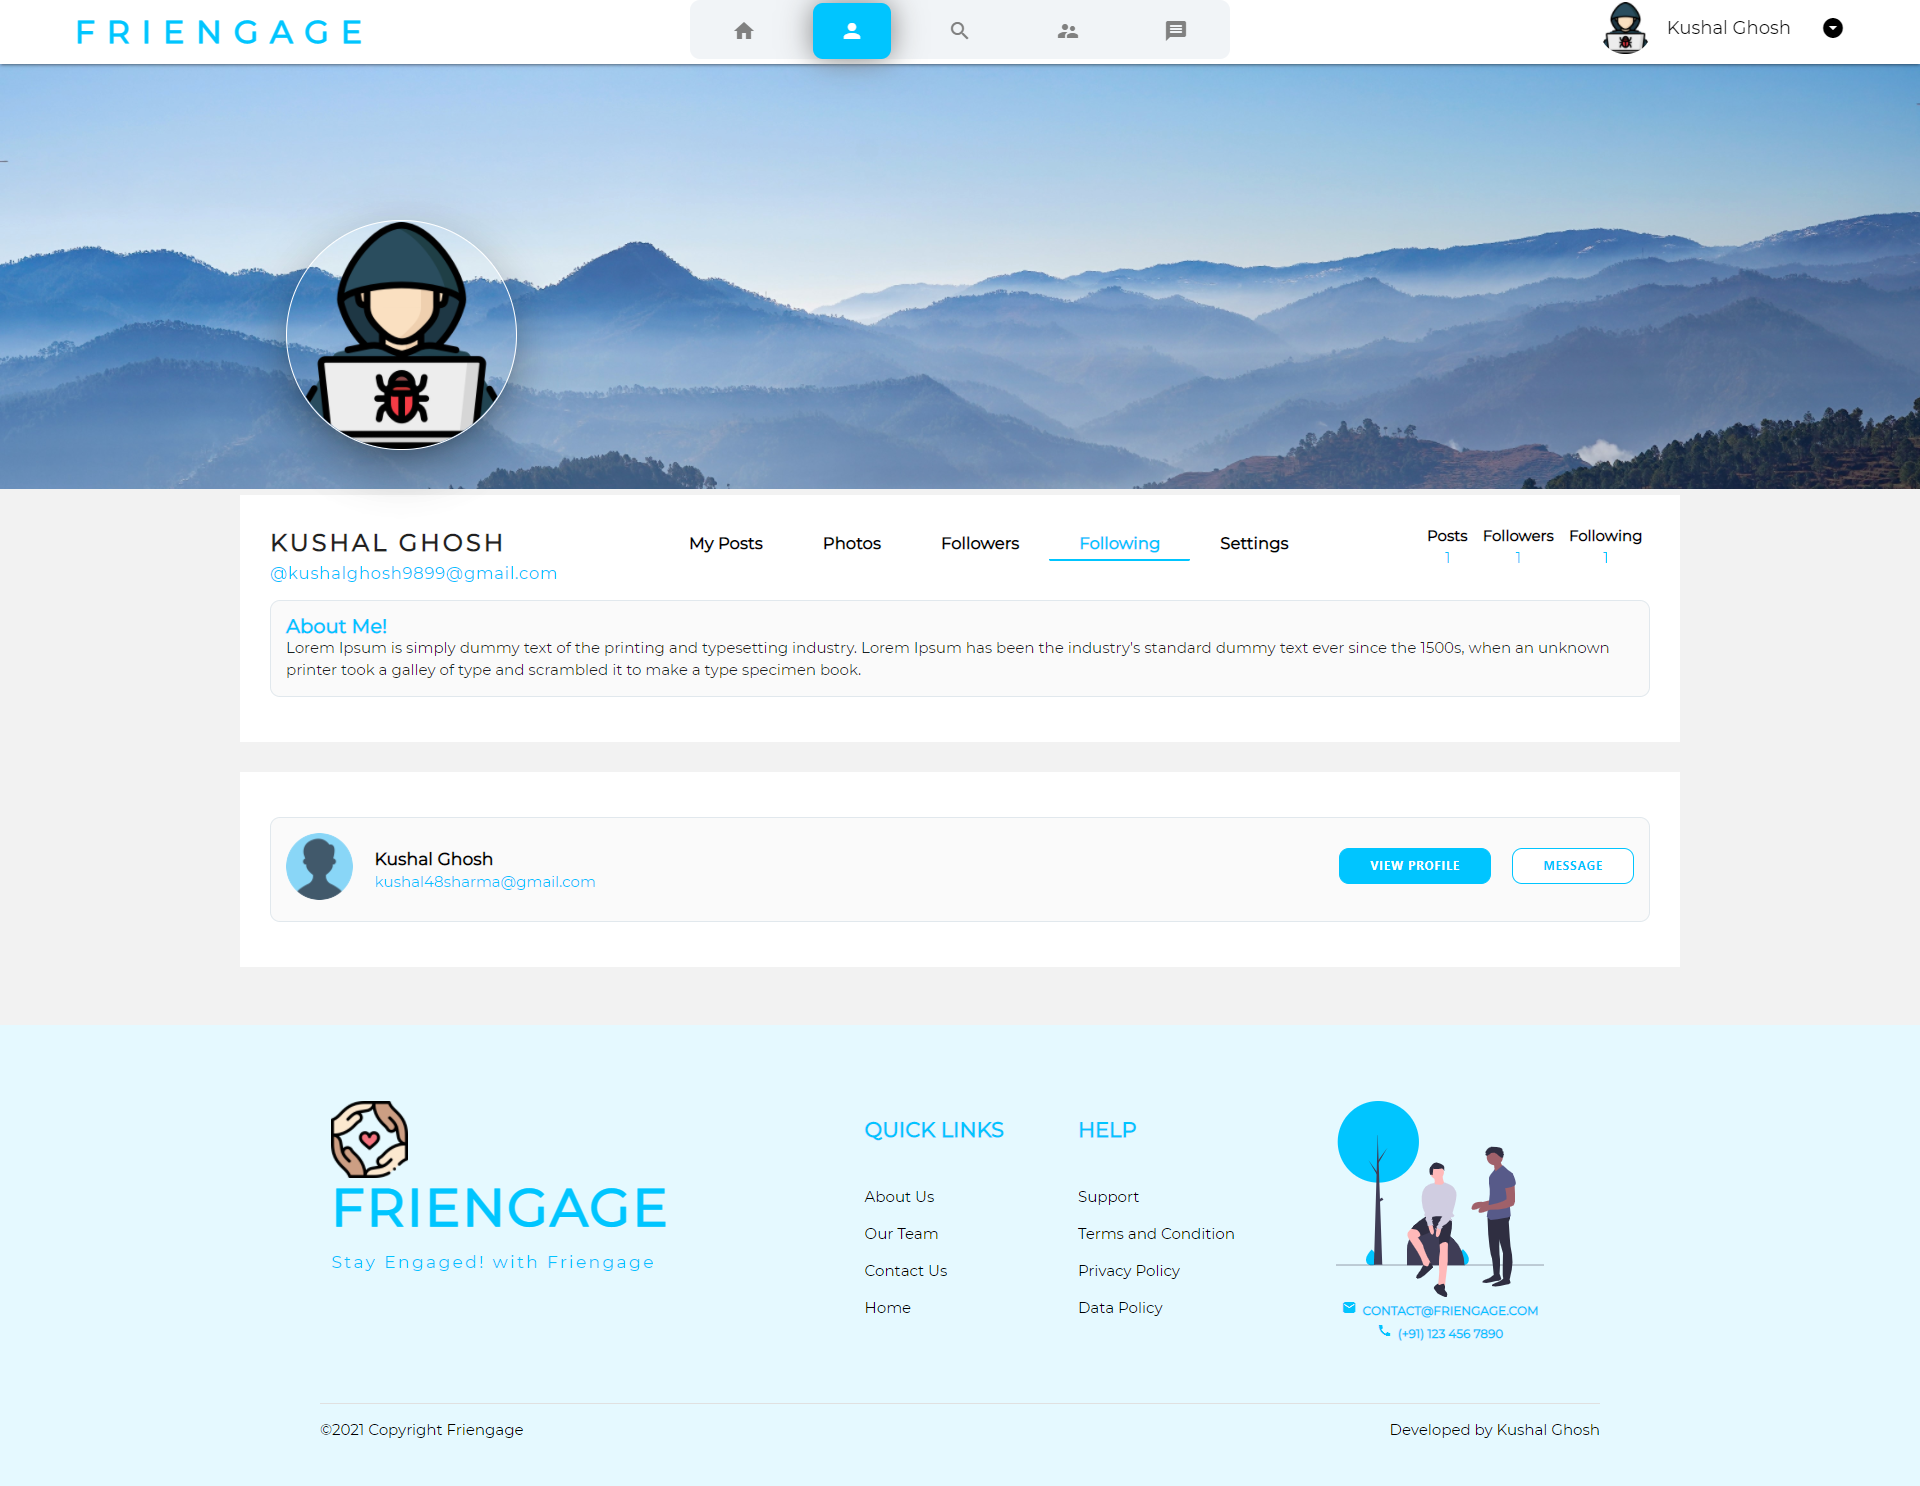 FRIENGAGE
Kushal Ghosh
KUSHAL GHOSH
@kushalghosh9899@gmail.com
My Posts
Photos
Followers
Following
Settings
Posts
1
Followers
1
Following
1
About Me!
Lorem Ipsum is simply dummy text of the printing and typesetting industry. Lorem Ipsum has been the industry's standard dummy text ever since the 1500s, when an unknown
printer took a galley of type and scrambled it to make a type specimen book.
Kushal Ghosh
kushal48sharma@gmail.com
VIEW PROFILE
MESSAGE
FRIENGAGE
Stay Engaged! with Friengage
QUICK LINKS
About Us
Our Team
Contact Us
Home
HELP
Support
Terms and Condition
Privacy Policy
Data Policy
CONTACT@FRIENGAGE.COM
(+91) 123 456 7890
©2021 Copyright Friengage
Developed by Kushal Ghosh